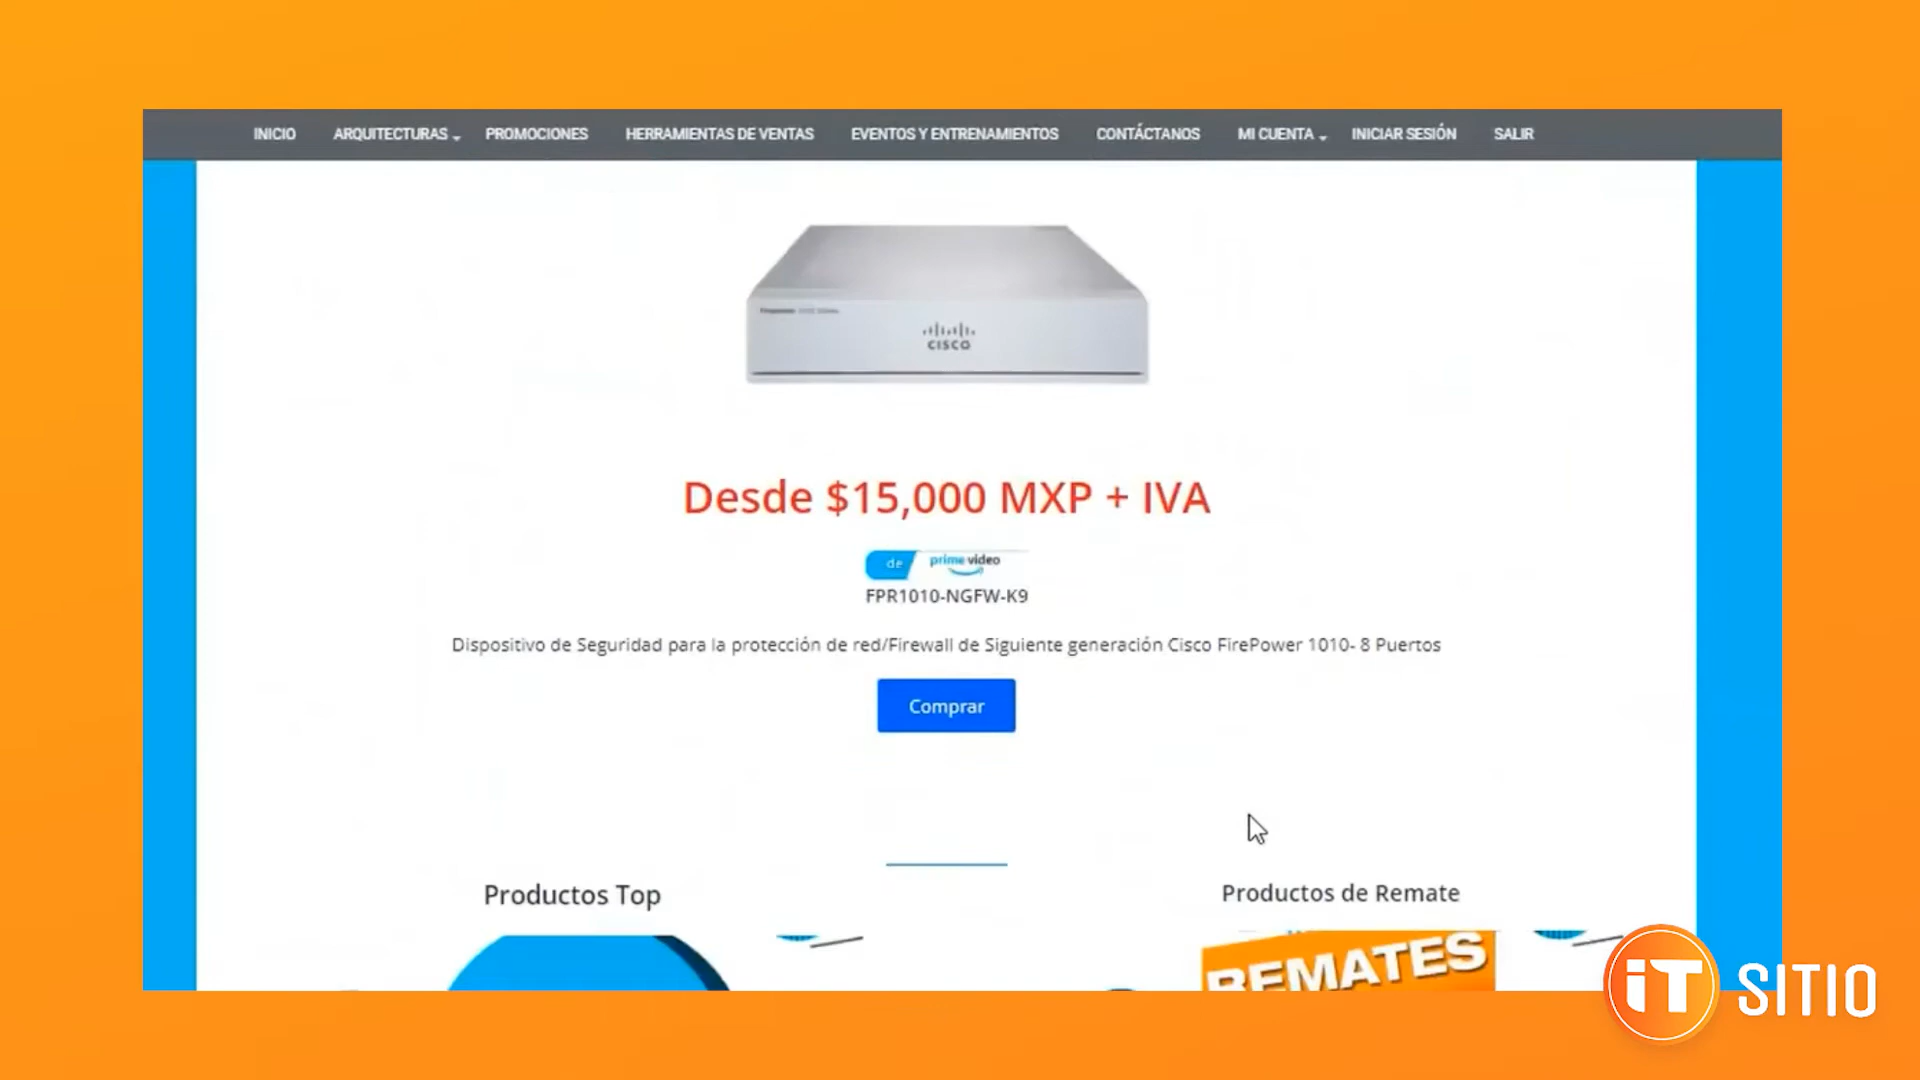 INICIO ARQUITECTURAS PROMOCIONES HERRAMIENTAS DE VENTAS EVENTOS Y ENTRENAMIENTOS CONTÁCTANOS MI CUENTA INICIAR SESIÓN SALIR
CISCO
Desde $15,000 MXP + IVA
de prime video
FPR1010-NGFW-K9
Dispositivo de Seguridad para la protección de red/Firewall de Siguiente generación Cisco FirePower 1010- 8 Puertos
Comprar
Productos Top
Productos de Remate
REMATES
iT SITIO